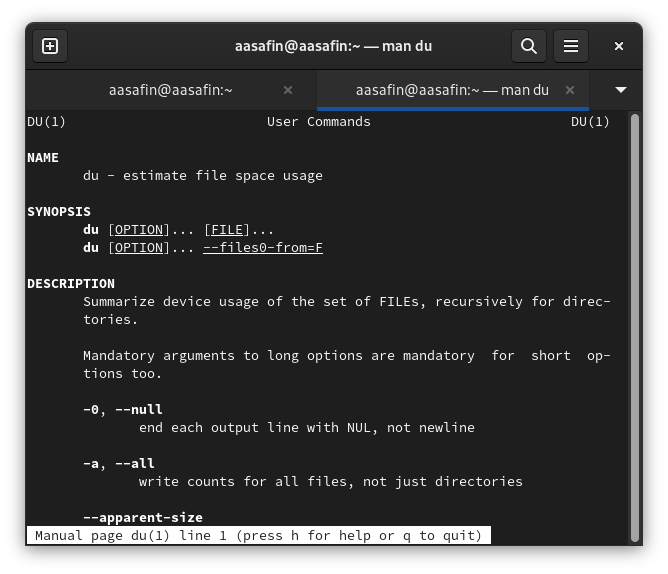 aasafin@aasafin:~ — man du
aasafin@aasafin:~
aasafin@aasafin:~ — man du
DU(1) User Commands DU(1)
NAME
du - estimate file space usage
SYNOPSIS
du [OPTION]... [FILE]...
du [OPTION]... --files0-from=F
DESCRIPTION
Summarize device usage of the set of FILEs, recursively for direc-
tories.
Mandatory arguments to long options are mandatory for short op-
tions too.
-0, --null
end each output line with NUL, not newline
-a, --all
write counts for all files, not just directories
--apparent-size
Manual page du(1) line 1 (press h for help or q to quit)